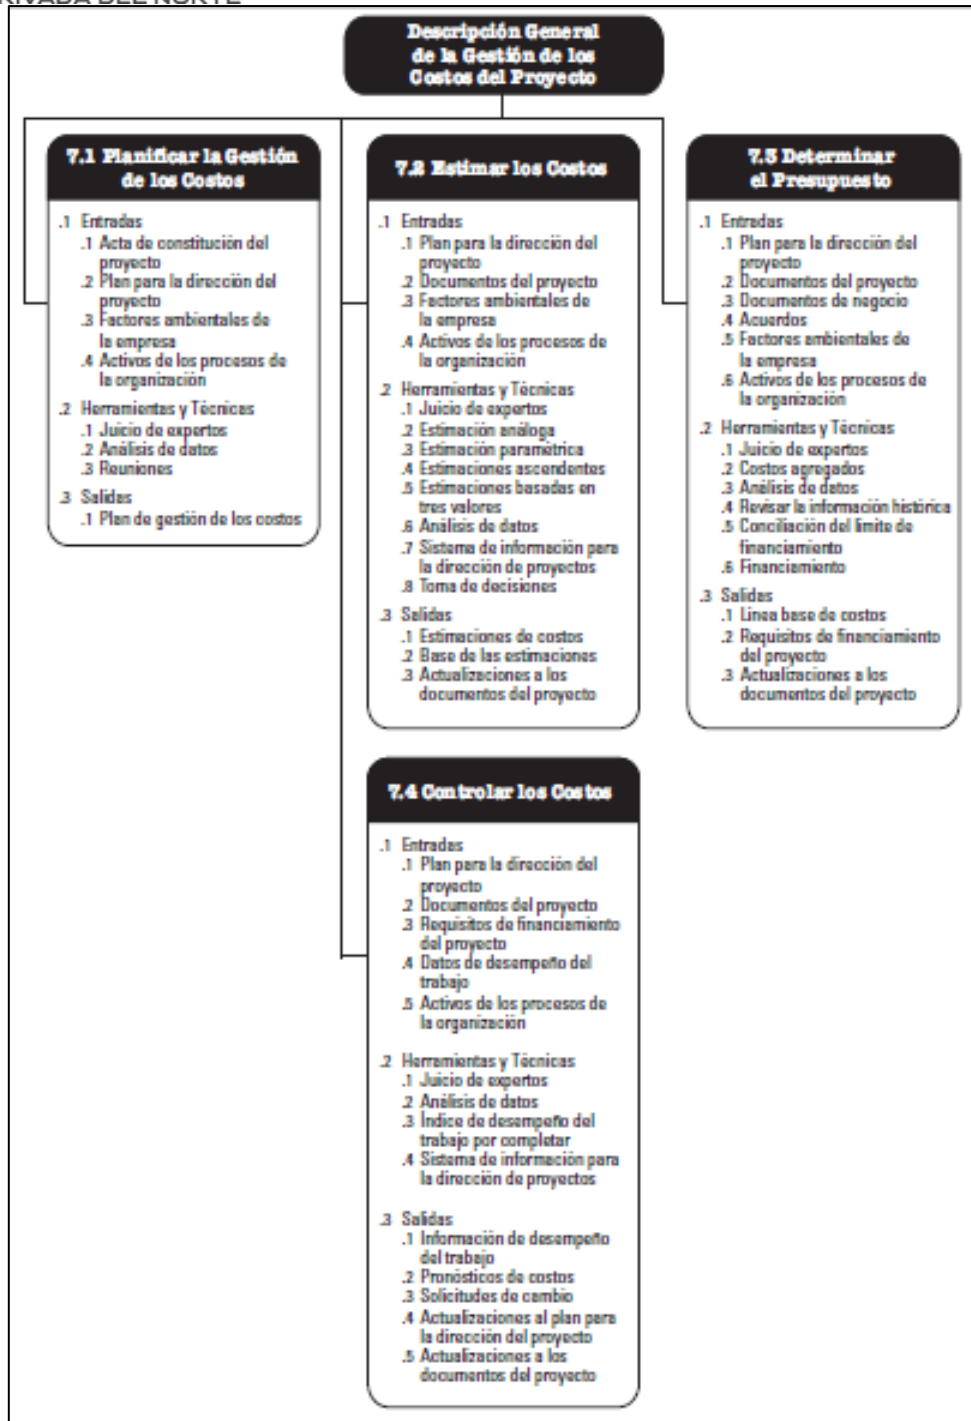 Descripción General
de la Gestión de los
Costos del Proyecto
7.1 Planificar la Gestión
de los Costos
.1 Entradas
.1 Acta de constitución del
proyecto
.2 Plan para la dirección del
proyecto
.3 Factores ambientales de
la empresa
.4 Activos de los procesos de
la organización
.2 Herramientas y Técnicas
.1 Juicio de expertos
.2 Análisis de datos
.3 Reuniones
.3 Salidas
.1 Plan de gestión de los costos
7.2 Estimar los Costos
.1 Entradas
.1 Plan para la dirección del
proyecto
.2 Documentos del proyecto
.3 Factores ambientales de
la empresa
.4 Activos de los procesos de
la organización
.2 Herramientas y Técnicas
.1 Juicio de expertos
.2 Estimación análoga
.3 Estimación paramétrica
.4 Estimaciones ascendentes
.5 Estimaciones basadas en
tres valores
.6 Análisis de datos
.7 Sistema de información para
la dirección de proyectos
.8 Toma de decisiones
.3 Salidas
.1 Estimaciones de costos
.2 Base de las estimaciones
.3 Actualizaciones a los
documentos del proyecto
7.3 Determinar
el Presupuesto
.1 Entradas
.1 Plan para la dirección del
proyecto
.2 Documentos del proyecto
.3 Documentos de negocio
.4 Acuerdos
.5 Factores ambientales de
la empresa
.6 Activos de los procesos de
la organización
.2 Herramientas y Técnicas
.1 Juicio de expertos
.2 Costos agregados
.3 Análisis de datos
.4 Revisar la información histórica
.5 Conciliación del límite de
financiamiento
.6 Financiamiento
.3 Salidas
.1 Línea base de costos
.2 Requisitos de financiamiento
del proyecto
.3 Actualizaciones a los
documentos del proyecto
7.4 Controlar los Costos
.1 Entradas
.1 Plan para la dirección del
proyecto
.2 Documentos del proyecto
.3 Requisitos de financiamiento
del proyecto
.4 Datos de desempeño del
trabajo
.5 Activos de los procesos de
la organización
.2 Herramientas y Técnicas
.1 Juicio de expertos
.2 Análisis de datos
.3 Índice de desempeño del
trabajo por completar
.4 Sistema de información para
la dirección de proyectos
.3 Salidas
.1 Información de desempeño
del trabajo
.2 Pronósticos de costos
.3 Solicitudes de cambio
.4 Actualizaciones al plan para
la dirección del proyecto
.5 Actualizaciones a los
documentos del proyecto